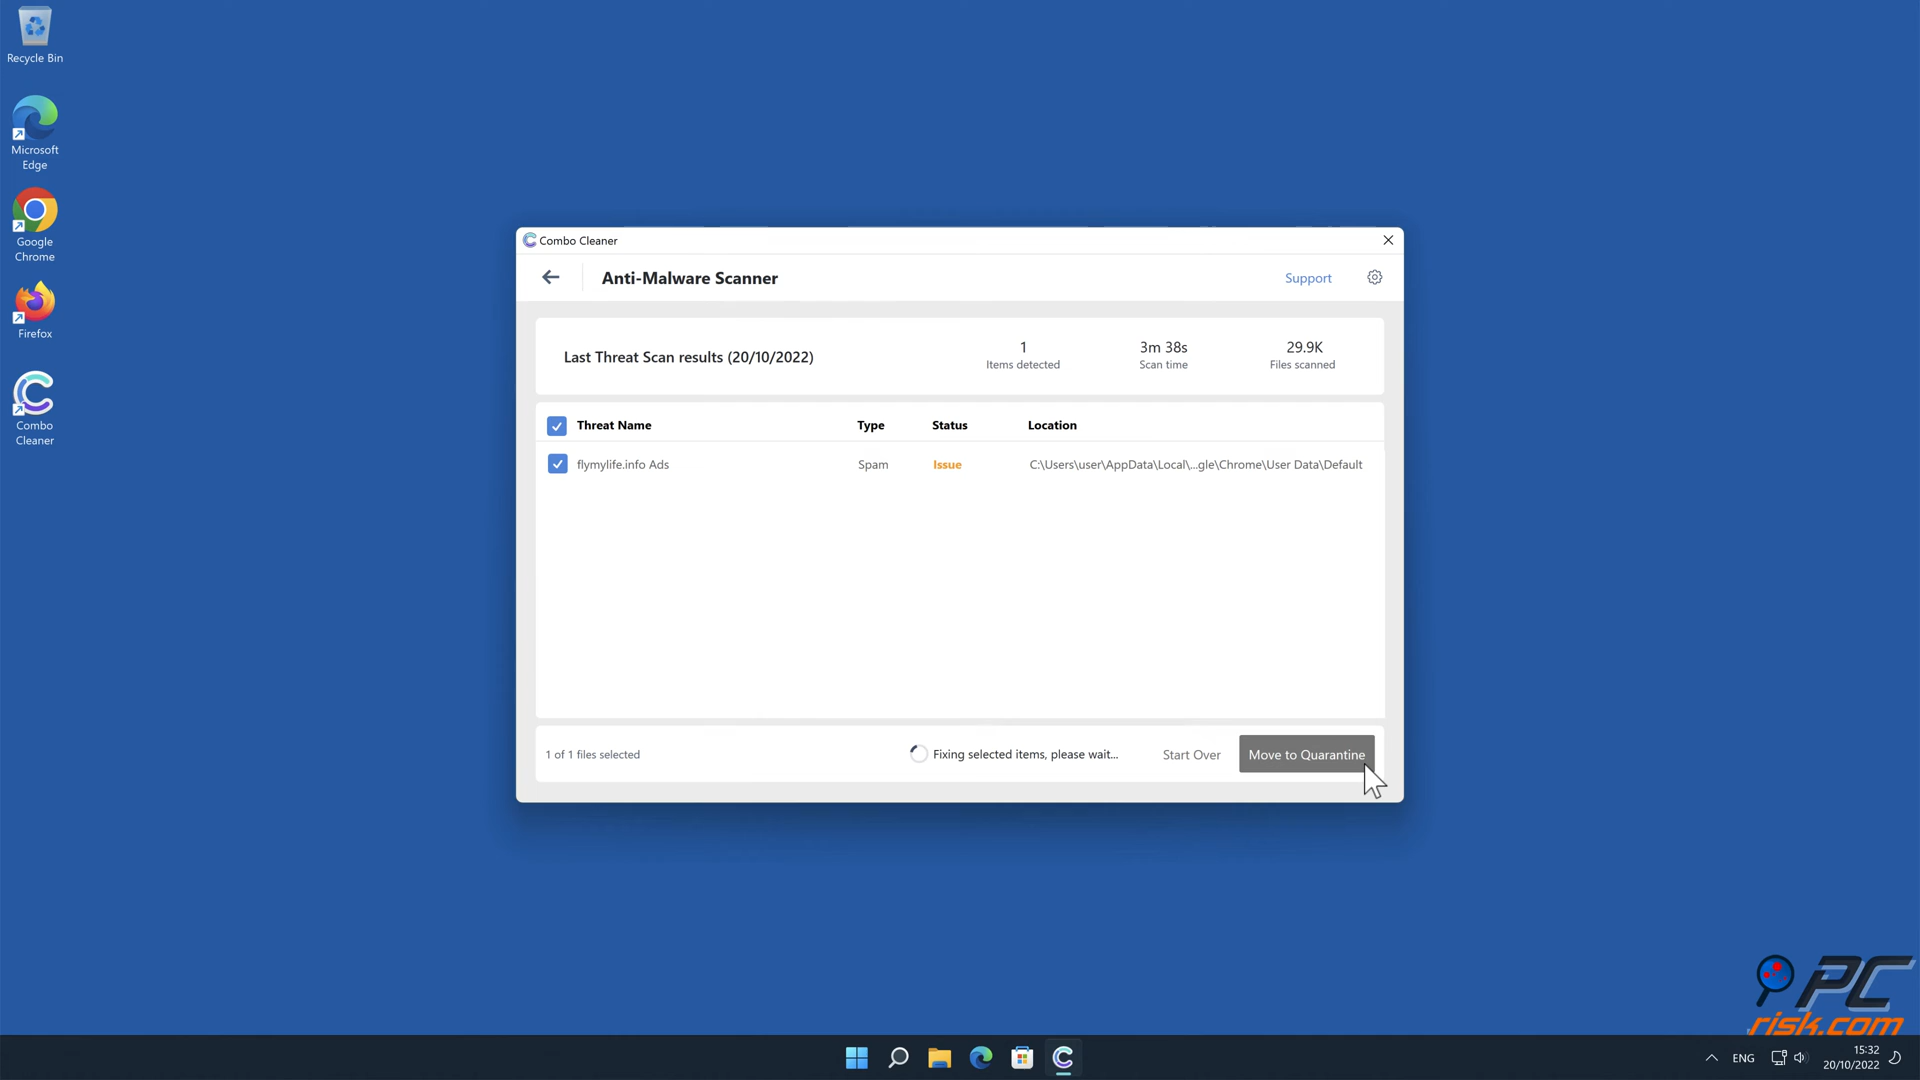 Recycle Bin
Microsoft
Edge
Google
Chrome
Firefox
Combo
Cleaner
Combo Cleaner
Anti-Malware Scanner
Support
Last Threat Scan results (20/10/2022)
1
Items detected
3m 38s
Scan time
29.9K
Files scanned
Threat Name Type Status Location
flymylife.info Ads Spam Issue C:\Users\user\AppData\Local\...gle\Chrome\User Data\Default
1 of 1 files selected
Fixing selected items, please wait...
Start Over
Move to Quarantine
PC
risk.com
ENG
15:32
20/10/2022